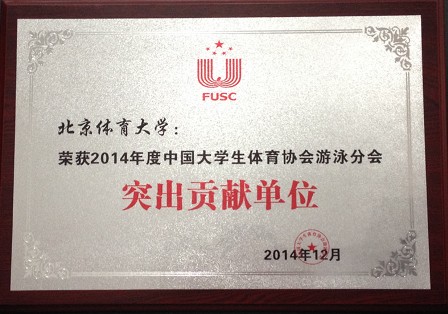 FUSC
北京体育大学：
荣获2014年度中国大学生体育协会游泳分会
突出贡献单位
2014年12月